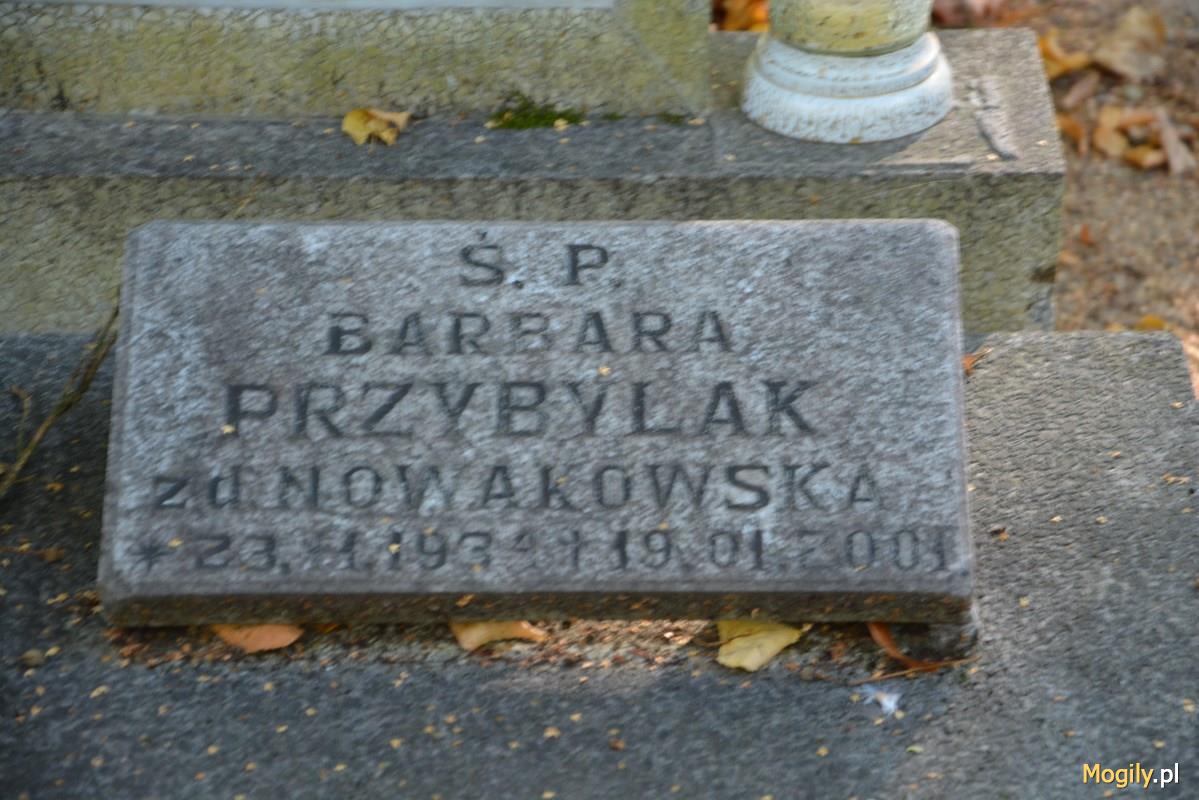 Ś. P.
BARBARA
PRZYBYLAK
zd NOWAKOWSKA
* 23. † 19.01.2001
Mogily.pl